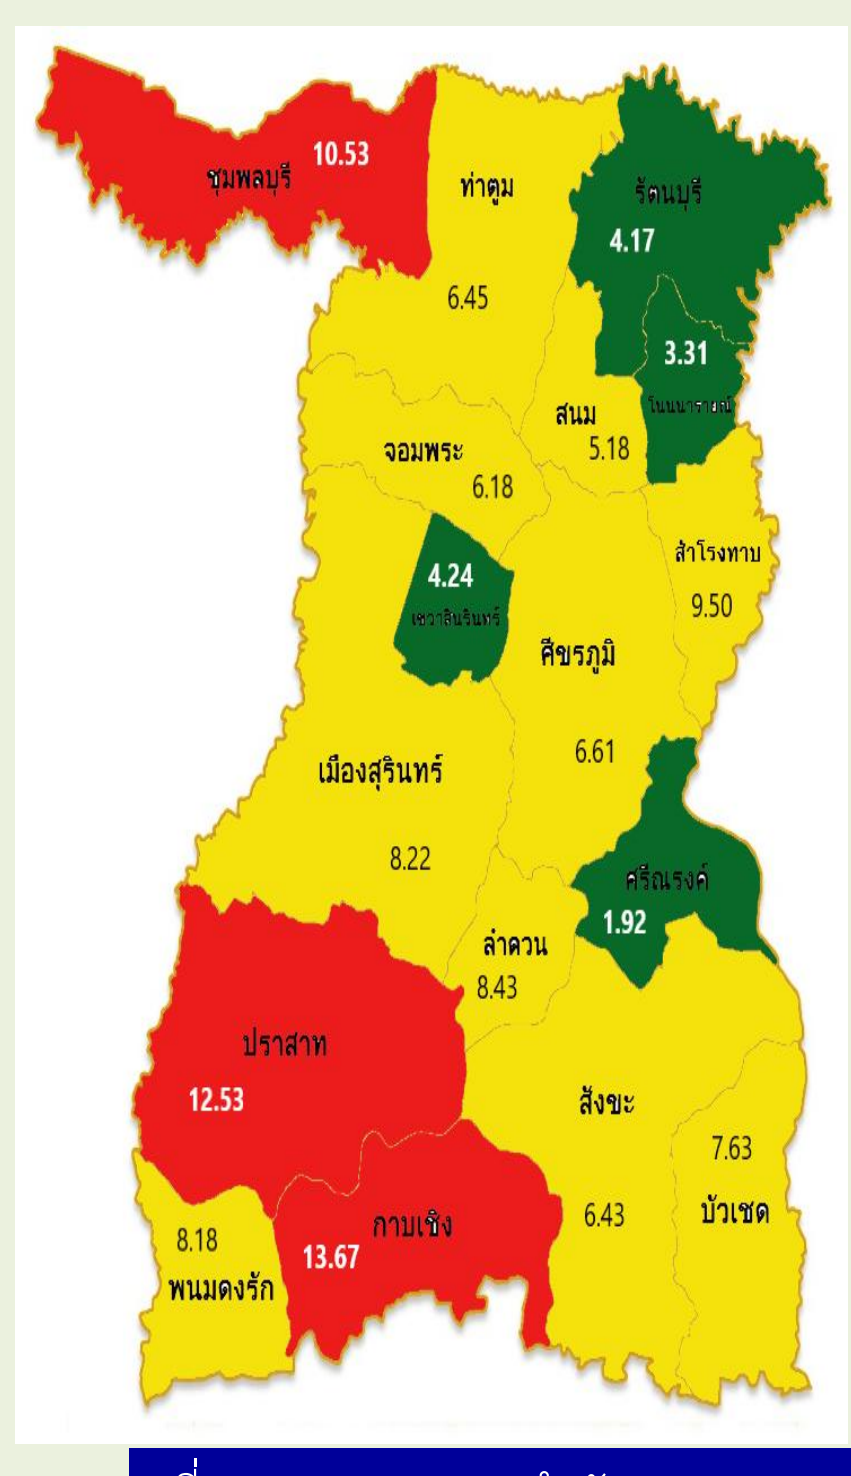 10.53
ชุมพลบุรี
ท่าตูม
รัตนบุรี
4.17
6.45
3.31
โนนนารายณ์
สนม
5.18
จอมพระ
6.18
สำโรงทาบ
9.50
4.24
เขวาสินรินทร์
ศีขรภูมิ
6.61
เมืองสุรินทร์
8.22
ศรีณรงค์
1.92
ลำดวน
8.43
ปราสาท
12.53
สังขะ
7.63
บัวเชด
6.43
กาบเชิง
13.67
8.18
พนมดงรัก